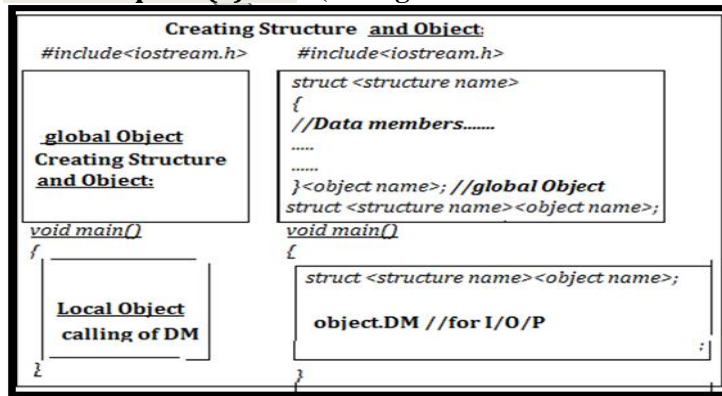 Creating Structure and Object:
#include<iostream.h>
global Object
Creating Structure
and Object:
void main()
{
Local Object
calling of DM
}
#include<iostream.h>
struct <structure name>
{
//Data members.......
.....
......
}<object name>; //global Object
struct <structure name><object name>;
void main()
{
struct <structure name><object name>;
object.DM //for I/O/P
:
}